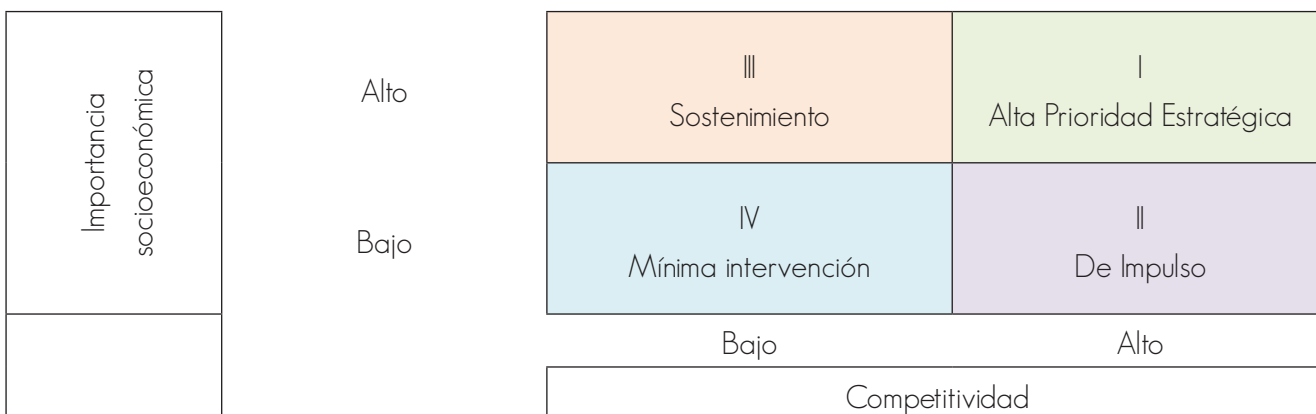 Importancia
socioeconómica
Alto
III
Sostenimiento
I
Alta Prioridad Estratégica
Bajo
IV
Mínima intervención
II
De Impulso
Bajo
Alto
Competitividad